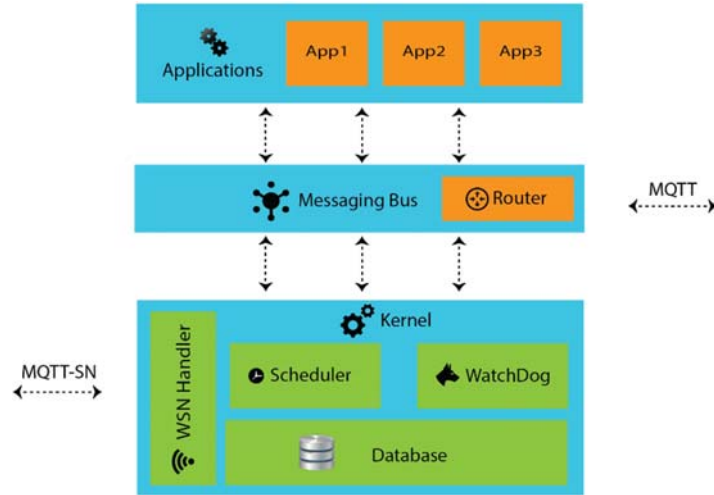 Applications
App1
App2
App3
Messaging Bus
Router
MQTT
Kernel
MQTT-SN
WSN Handler
Scheduler
WatchDog
Database